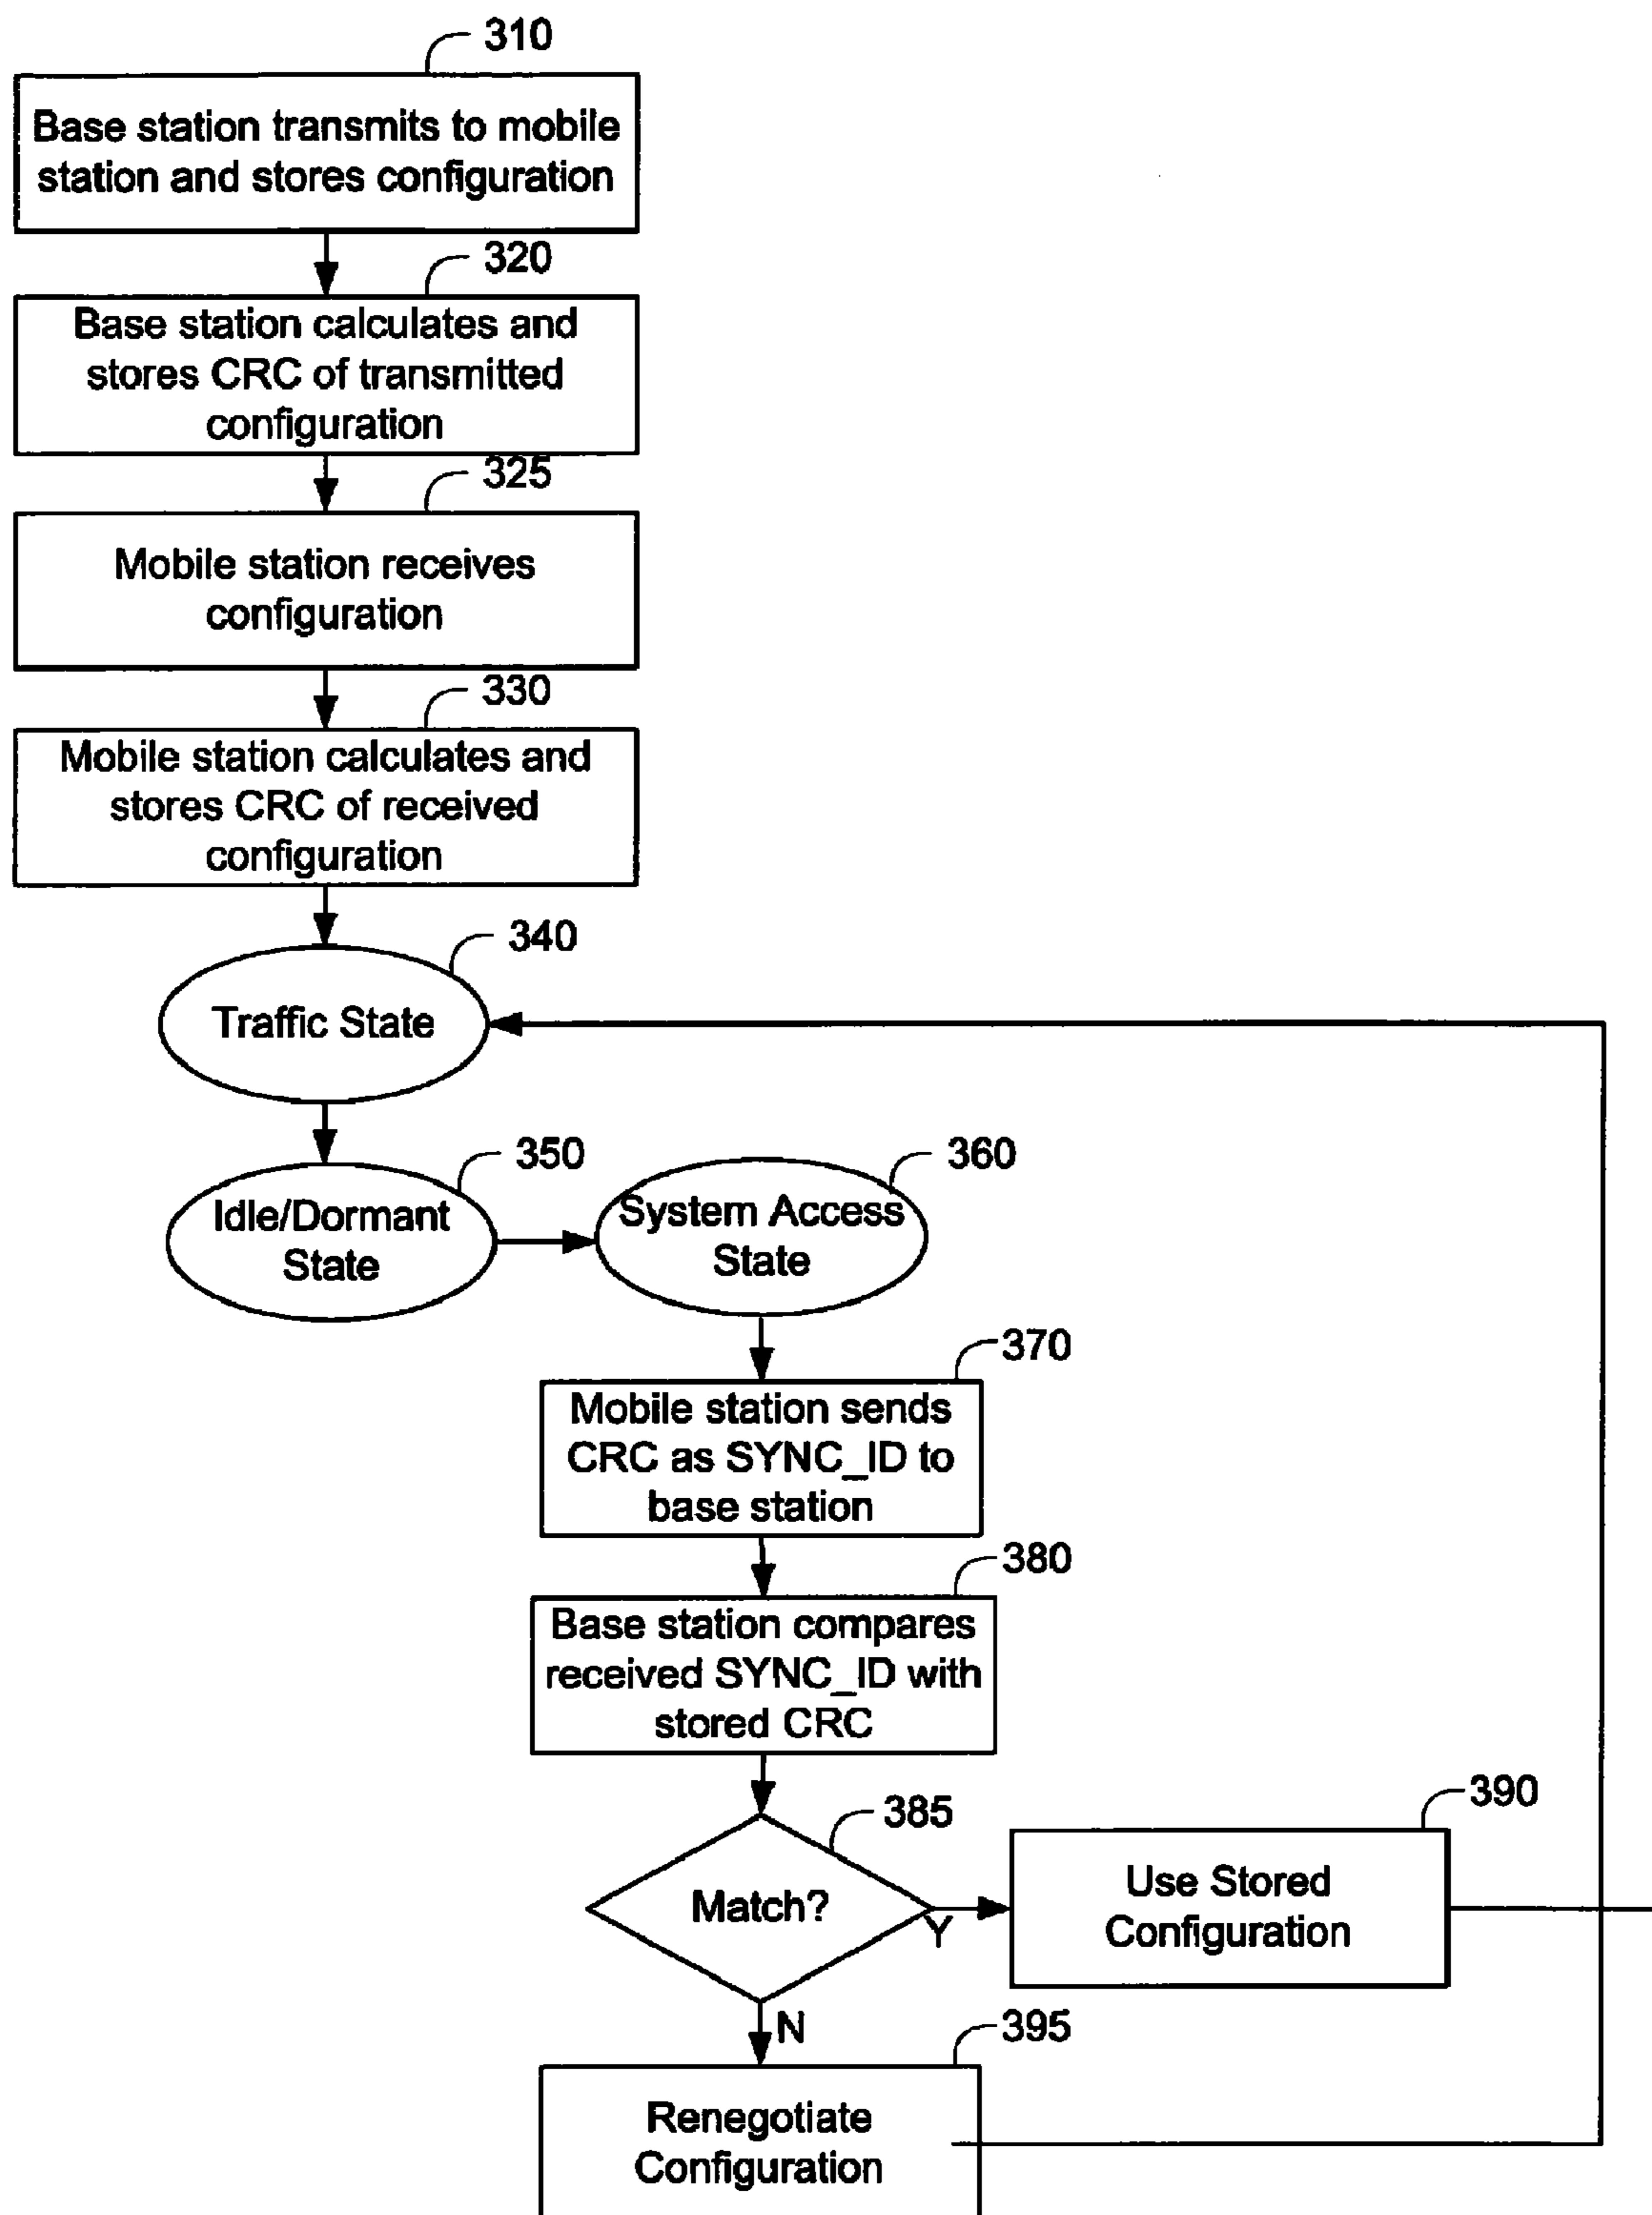 310
Base station transmits to mobile
station and stores configuration
320
Base station calculates and
stores CRC of transmitted
configuration
325
Mobile station receives
configuration
330
Mobile station calculates and
stores CRC of received
configuration
340
Traffic State
350
Idle/Dormant
State
360
System Access
State
370
Mobile station sends
CRC as SYNC_ID to
base station
380
Base station compares
received SYNC_ID with
stored CRC
385
Match?
Y
390
Use Stored
Configuration
N
395
Renegotiate
Configuration